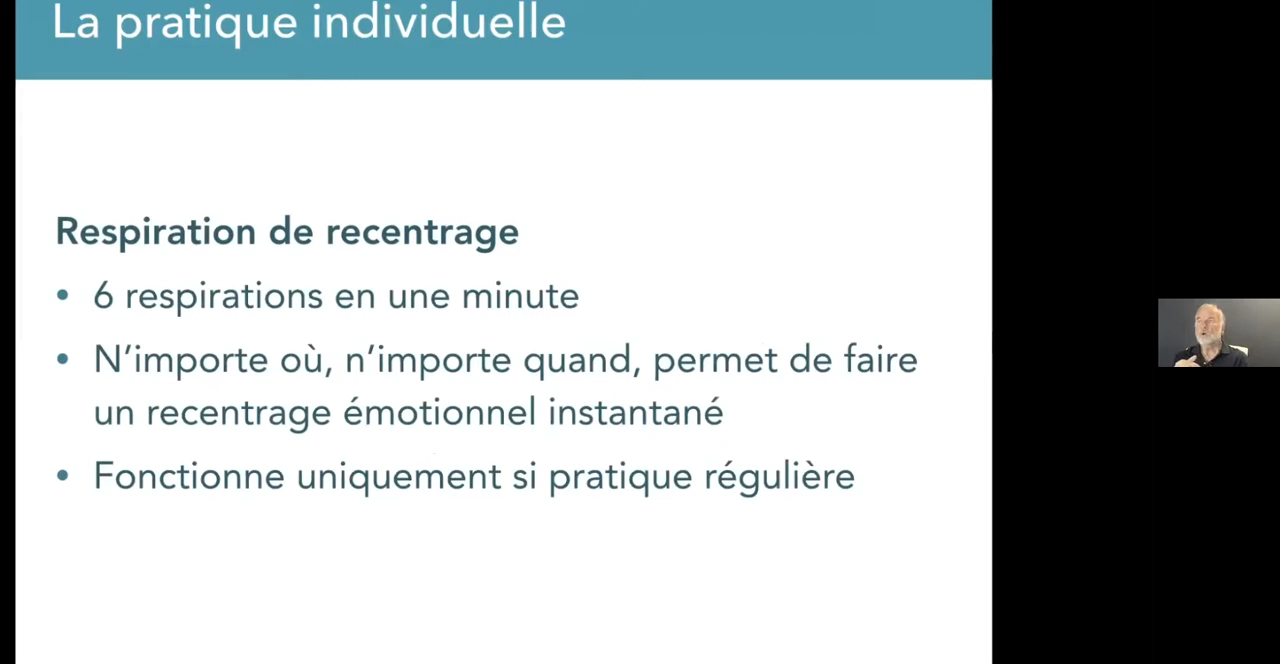 La pratique individuelle
Respiration de recentrage
• 6 respirations en une minute
• N’importe où, n’importe quand, permet de faire
un recentrage émotionnel instantané
• Fonctionne uniquement si pratique régulière